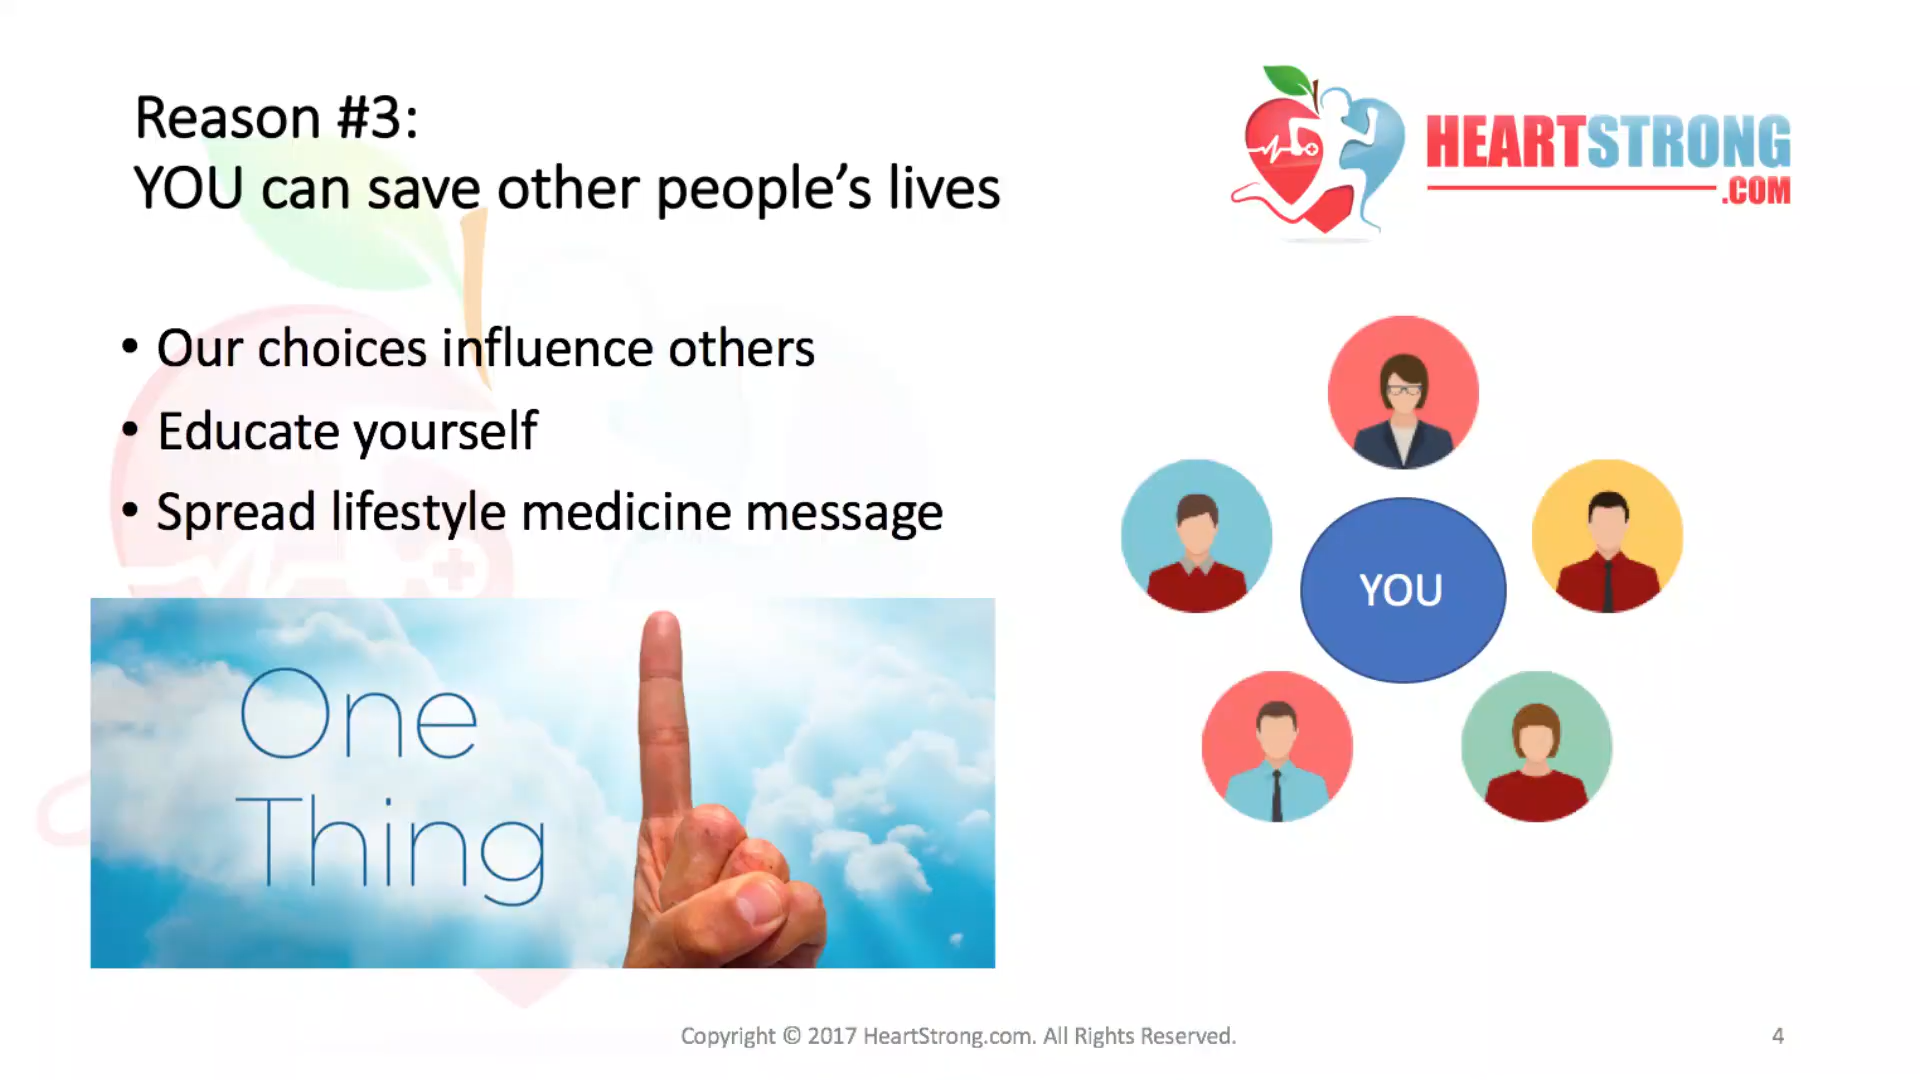 Reason #3:
YOU can save other people’s lives
HEARTSTRONG
.COM
• Our choices influence others
• Educate yourself
• Spread lifestyle medicine message
One
Thing
YOU
Copyright © 2017 HeartStrong.com. All Rights Reserved.
4